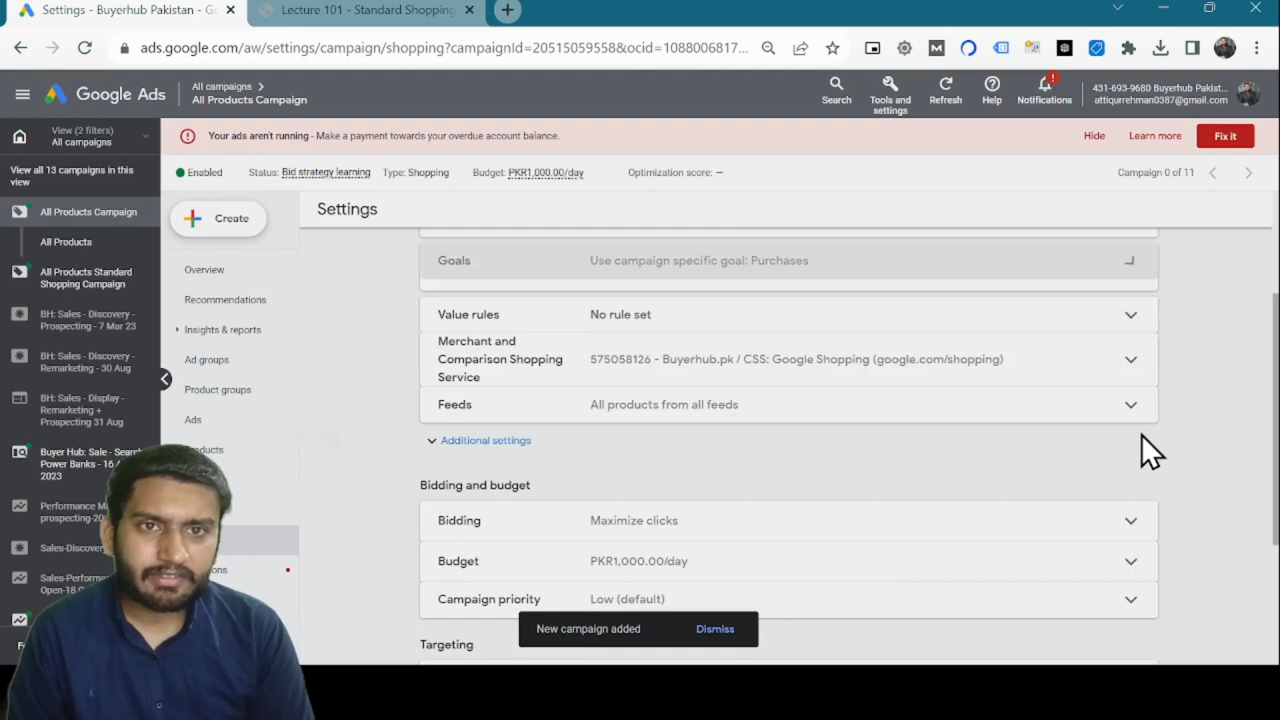 Settings - Buyerhub Pakistan - Go
Lecture 101 - Standard Shopping
ads.google.com/aw/settings/campaign/shopping?campaignId=20515059558&ocid=1088006817...
Google Ads
All campaigns
All Products Campaign
Search
Tools and
settings
Refresh
Help
Notifications
431-693-9680 Buyerhub Pakist...
attiqurrehman0387@gmail.com
View (2 filters)
All campaigns
Your ads aren't running - Make a payment towards your overdue account balance.
Hide
Learn more
Fix it
View all 13 campaigns in this
view
Enabled
Status: Bid strategy learning
Type: Shopping
Budget: PKR1,000.00/day
Optimization score: –
Campaign 0 of 11
All Products Campaign
All Products
All Products Standard
Shopping Campaign
BH: Sales - Discovery -
Prospecting - 7 Mar 23
BH: Sales - Discovery -
Remarketing - 30 Aug
BH: Sales - Display -
Remarketing +
Prospecting 31 Aug
Buyer Hub: Sale - Search
Power Banks - 16
2023
Performance
prospecting-20
Sales-Discover
Sales-Perform
Open-18
Create
Overview
Recommendations
Insights & reports
Ad groups
Product groups
Ads
Settings
Goals
Use campaign specific goal: Purchases
Value rules
No rule set
Merchant and
Comparison Shopping
Service
575058126 - Buyerhub.pk / CSS: Google Shopping (google.com/shopping)
Feeds
All products from all feeds
Additional settings
Bidding and budget
Bidding
Maximize clicks
Budget
PKR1,000.00/day
Campaign priority
Low (default)
New campaign added
Dismiss
Targeting